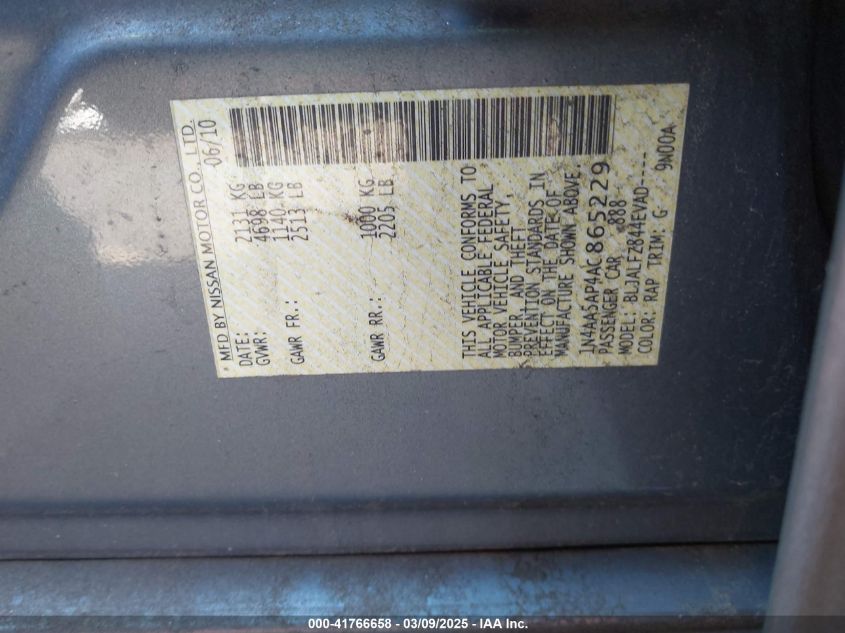 * MFD BY NISSAN MOTOR CO., LTD.
DATE: 06/10
GVWR: 2131 KG
4698 LB
GAWR FR.: 1140 KG
2513 LB
GAWR RR.: 1000 KG
2205 LB
THIS VEHICLE CONFORMS TO
ALL APPLICABLE FEDERAL
MOTOR VEHICLE SAFETY,
BUMPER, AND THEFT
PREVENTION STANDARDS IN
EFFECT ON THE DATE OF
MANUFACTURE SHOWN ABOVE.
1N4AA5AP4AC865229
PASSENGER CAR 888
MODEL: BLJALF2844EVAD----
COLOR: RAP TRIM: G 9N00A
000-41766658 — 03/09/2025 — IAA Inc.